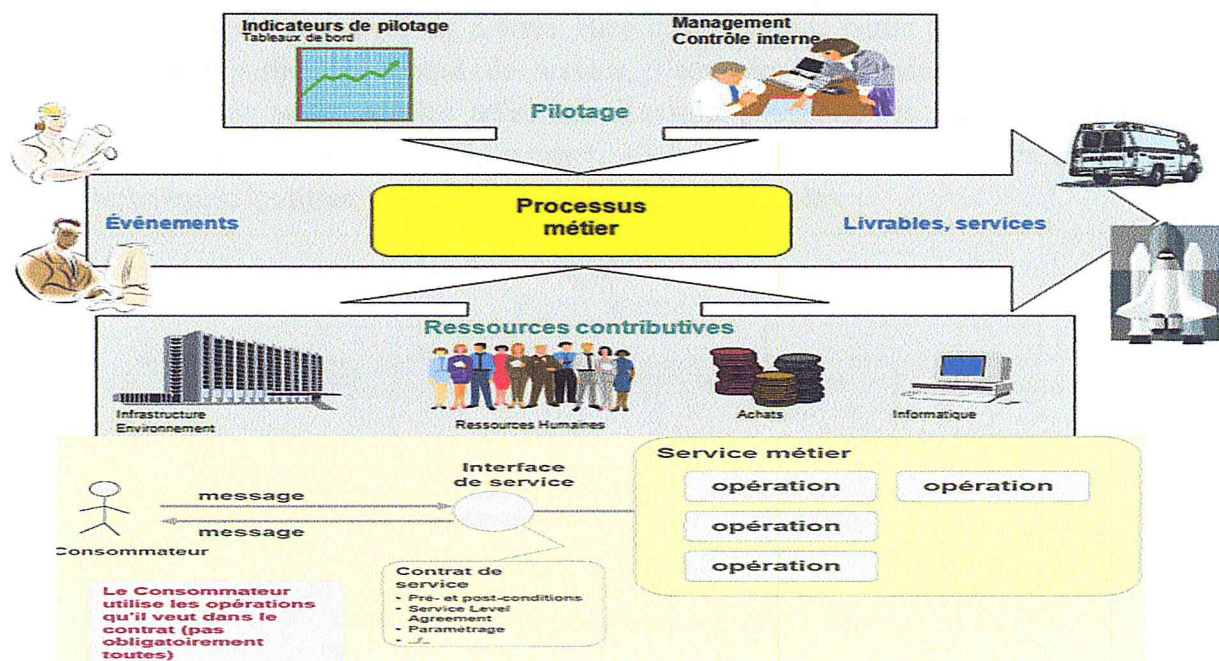 Indicateurs de pilotage
Tableaux de bord
Management
Contrôle interne
Pilotage
Événements
Processus
métier
Livrables, services
Ressources contributives
Infrastructure
Environnement
Ressources Humaines
Achats
Informatique
Service métier
opération
opération
opération
opération
Interface
de service
message
message
Consommateur
Contrat de
service
• Pré- et post-conditions
• Service Level
Agreement
• Paramétrage
• .../...
Le Consommateur
utilise les opérations
qu'il veut dans le
contrat (pas
obligatoirement
toutes)